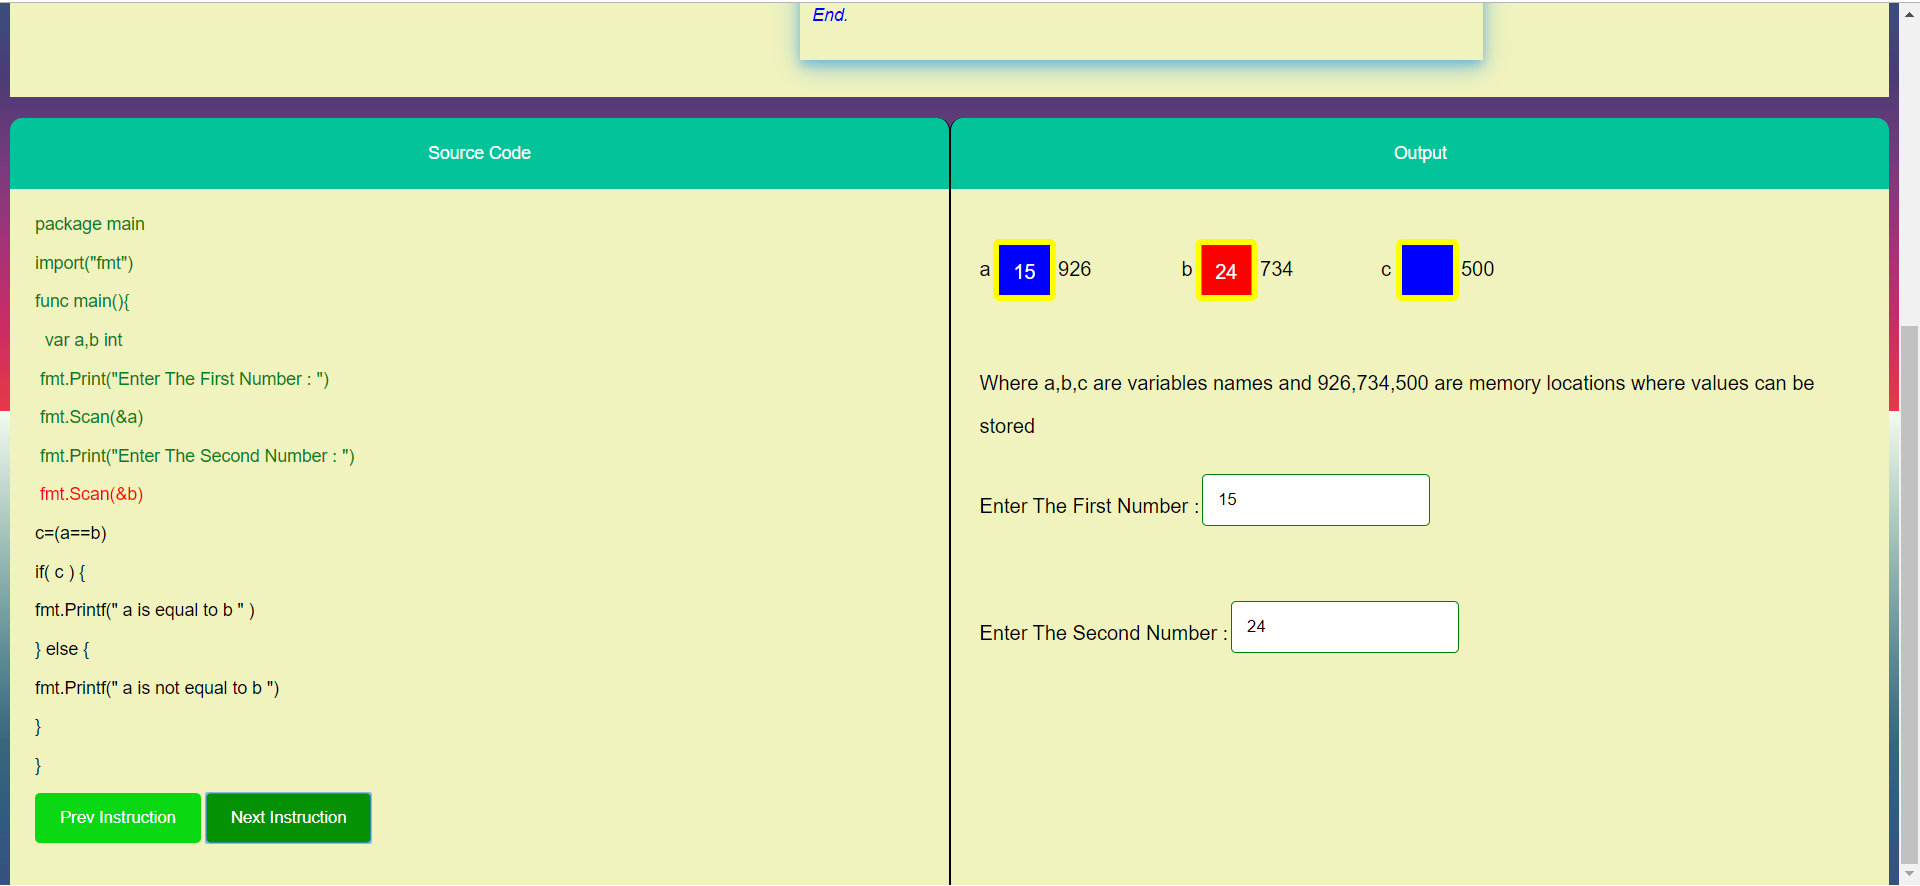 End.
Source Code
Output
package main
import("fmt")
func main(){
var a,b int
fmt.Print("Enter The First Number : ")
fmt.Scan(&a)
fmt.Print("Enter The Second Number : ")
fmt.Scan(&b)
c=(a==b)
if( c ) {
fmt.Printf(" a is equal to b " )
} else {
fmt.Printf(" a is not equal to b ")
}
}
Prev Instruction Next Instruction
a 15 926 b 24 734 c 500
Where a,b,c are variables names and 926,734,500 are memory locations where values can be
stored
Enter The First Number : 15
Enter The Second Number : 24